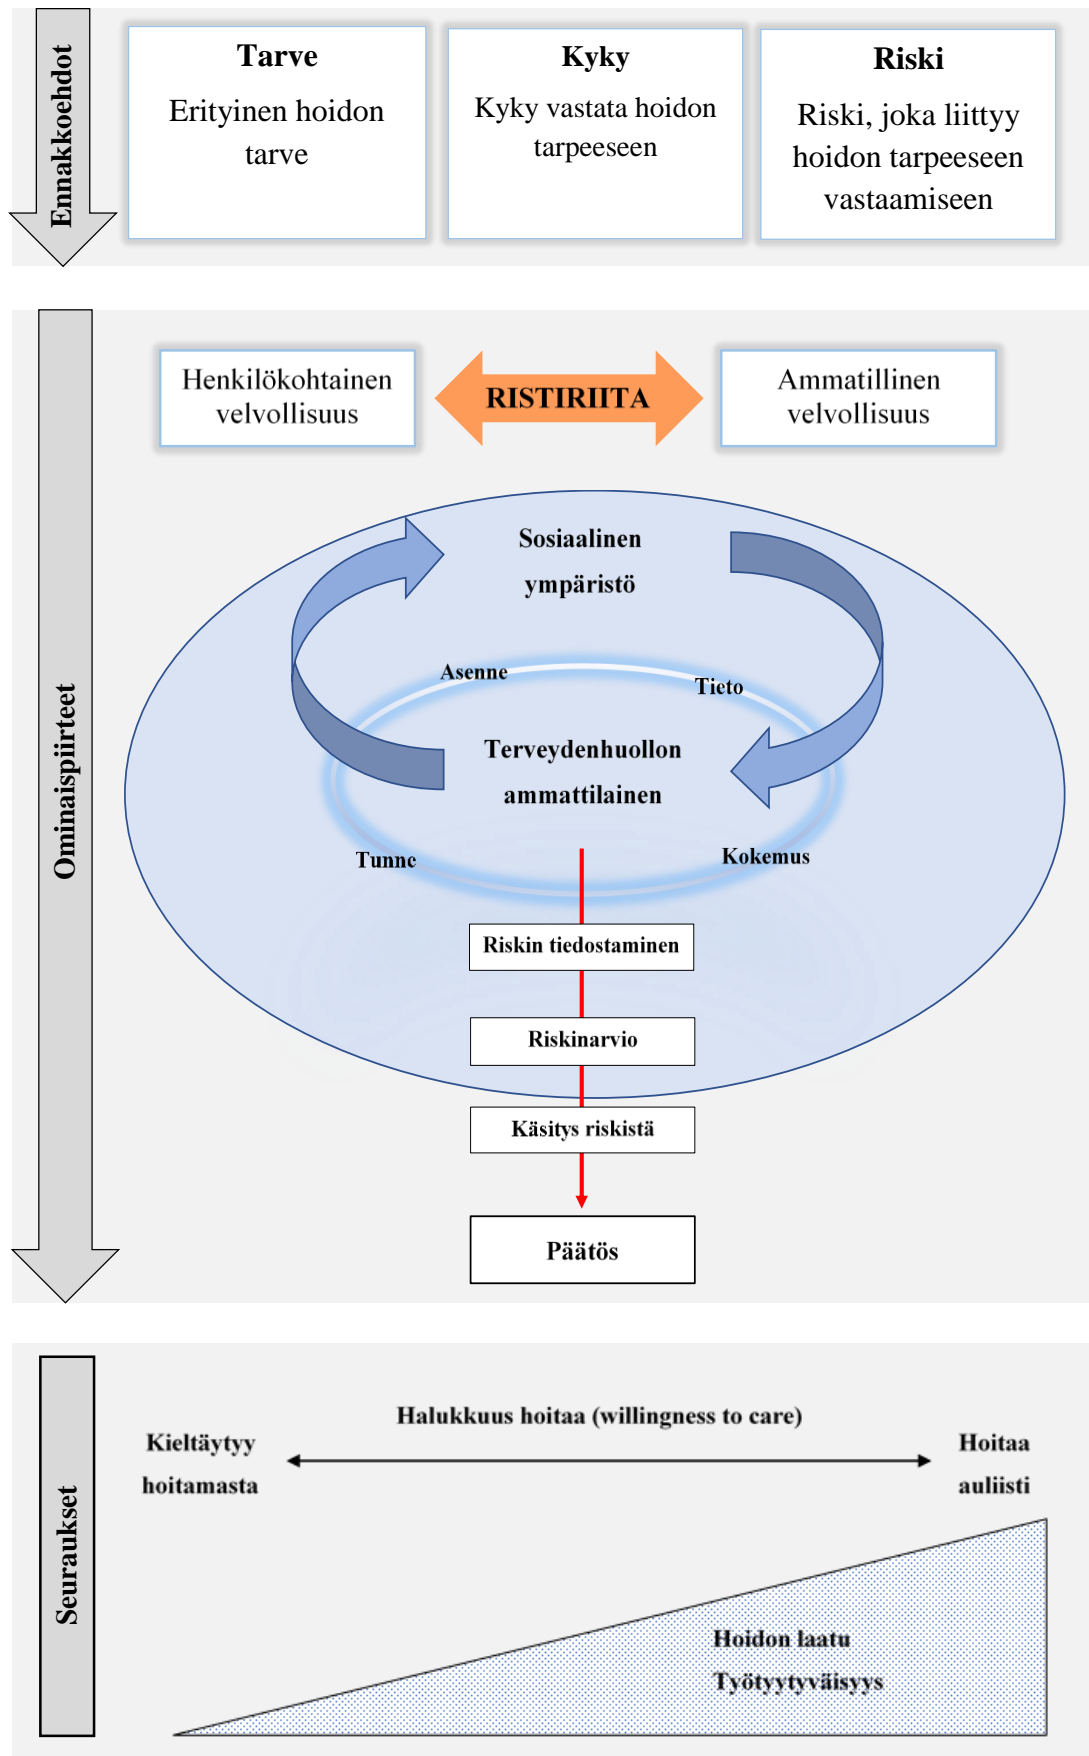 Ennakkoehdot
Tarve
Erityinen hoidon
tarve
Kyky
Kyky vastata hoidon
tarpeeseen
Riski
Riski, joka liittyy
hoidon tarpeeseen
vastaamiseen
Ominaispiirteet
Henkilökohtainen
velvollisuus
RISTIRIITA
Ammatillinen
velvollisuus
Sosiaalinen
ympäristö
Asenne
Tieto
Terveydenhuollon
ammattilainen
Tunne
Kokemus
Riskin tiedostaminen
Riskinarvio
Käsitys riskistä
Päätös
Seuraukset
Halukkuus hoitaa (willingness to care)
Kieltäytyy
hoitamasta
Hoitaa
auliisti
Hoidon laatu
Työtyytyväisyys